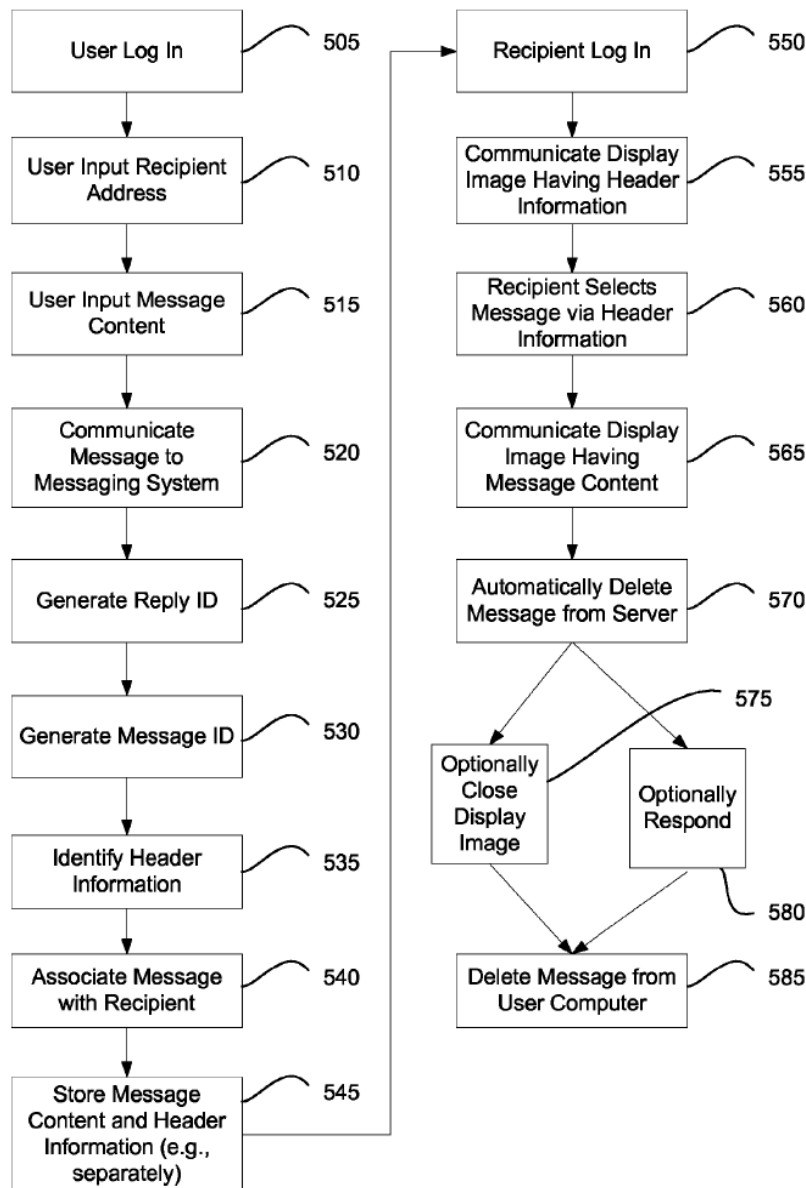 User Log In
505
User Input Recipient
Address
510
User Input Message
Content
515
Communicate
Message to
Messaging System
520
Generate Reply ID
525
Generate Message ID
530
Identify Header
Information
535
Associate Message
with Recipient
540
Store Message
Content and Header
Information (e.g.,
separately)
545
Recipient Log In
550
Communicate Display
Image Having Header
Information
555
Recipient Selects
Message via Header
Information
560
Communicate Display
Image Having
Message Content
565
Automatically Delete
Message from Server
570
Optionally
Close
Display
Image
575
Optionally
Respond
580
Delete Message from
User Computer
585